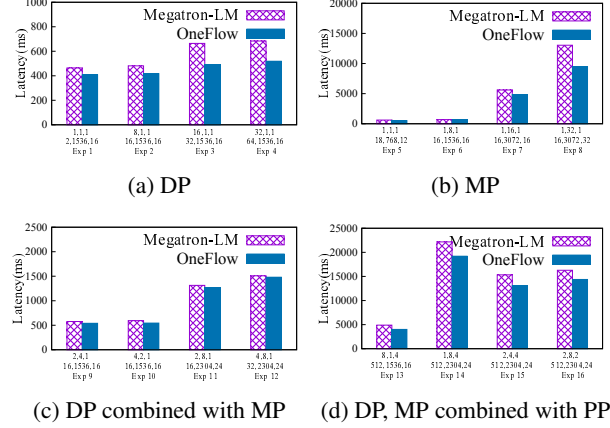 1000
800
600
400
200
0
Latency(ms)
Megatron-LM
OneFlow
1,1,1 8,1,1 16,1,1 32,1,1
2,1536,16 16,1536,16 32,1536,16 64,1536,16
Exp 1 Exp 2 Exp 3 Exp 4
(a) DP
20000
15000
10000
5000
0
Latency(ms)
Megatron-LM
OneFlow
1,1,1 1,8,1 1,16,1 1,32,1
18,768,12 16,1536,16 16,3072,16 16,3072,32
Exp 5 Exp 6 Exp 7 Exp 8
(b) MP
2500
2000
1500
1000
500
0
Latency(ms)
Megatron-LM
OneFlow
2,4,1 4,2,1 2,8,1 4,8,1
16,1536,16 16,1536,16 16,2304,24 32,2304,24
Exp 9 Exp 10 Exp 11 Exp 12
(c) DP combined with MP
25000
20000
15000
10000
50000
0
Latency(ms)
Megatron-LM
OneFlow
8,1,4 1,8,4 2,4,4 2,8,2
512,1536,16 512,2304,24 512,2304,24 512,2304,24
Exp 13 Exp 14 Exp 15 Exp 16
(d) DP, MP combined with PP